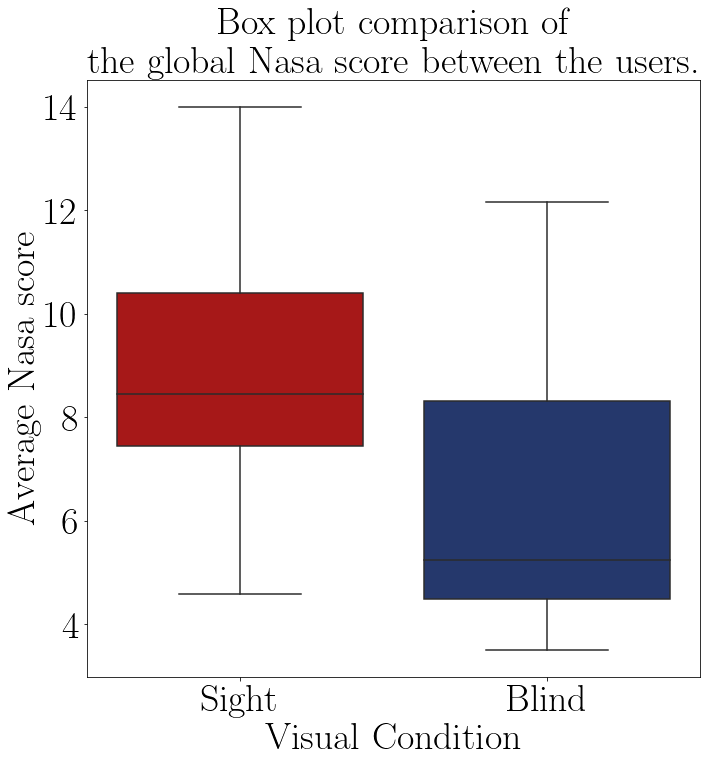 Box plot comparison of
the global Nasa score between the users.
Average Nasa score
14
12
10
8
6
4
Sight
Blind
Visual Condition